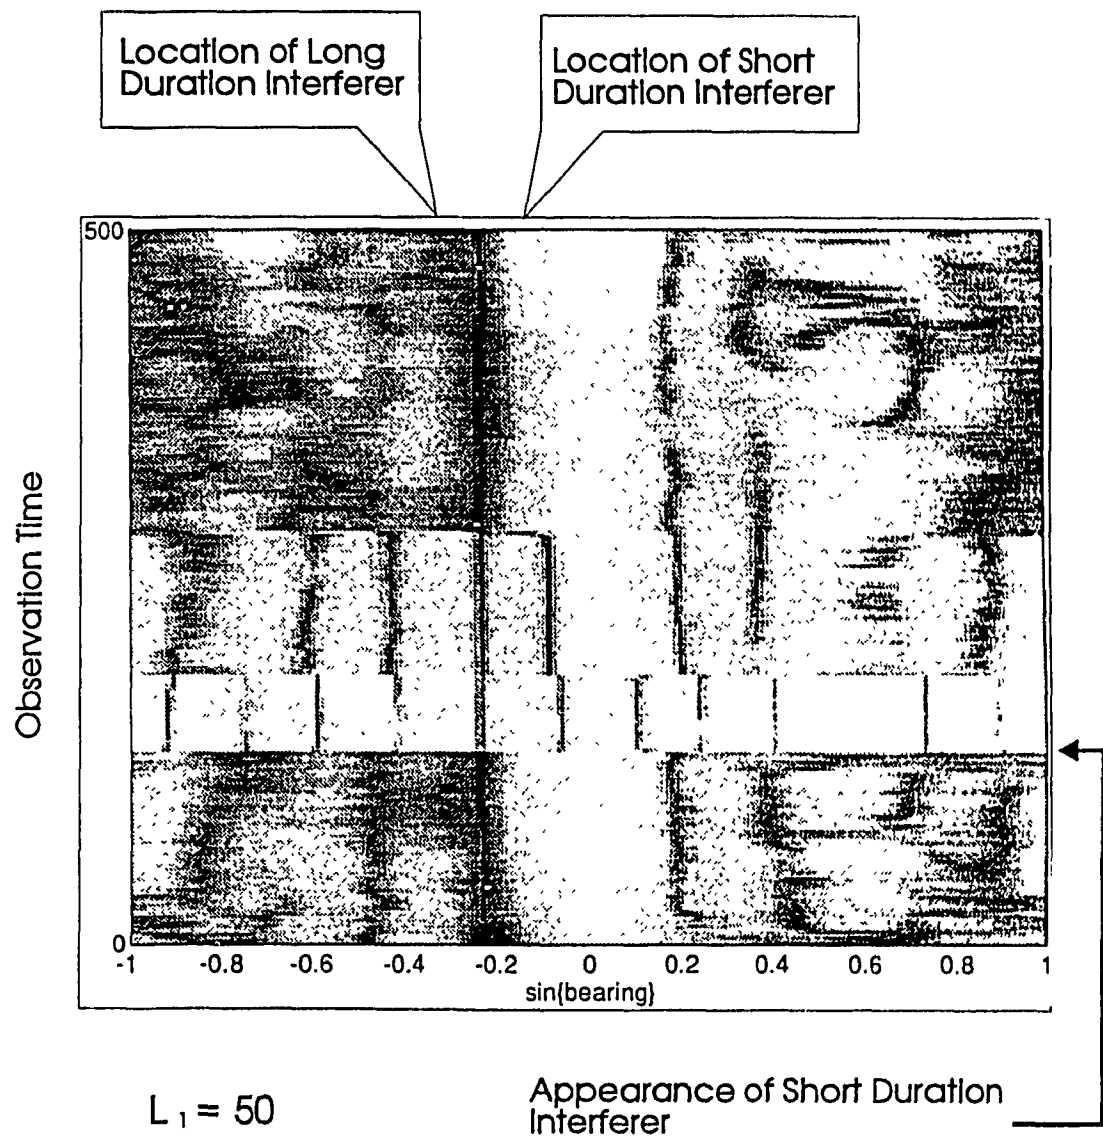 Location of Long
Duration Interferer
Location of Short
Duration Interferer
500
Observation Time
0
-1 -0.8 -0.6 -0.4 -0.2 0 0.2 0.4 0.6 0.8 1
sin{bearing}
L 1 = 50
Appearance of Short Duration
Interferer